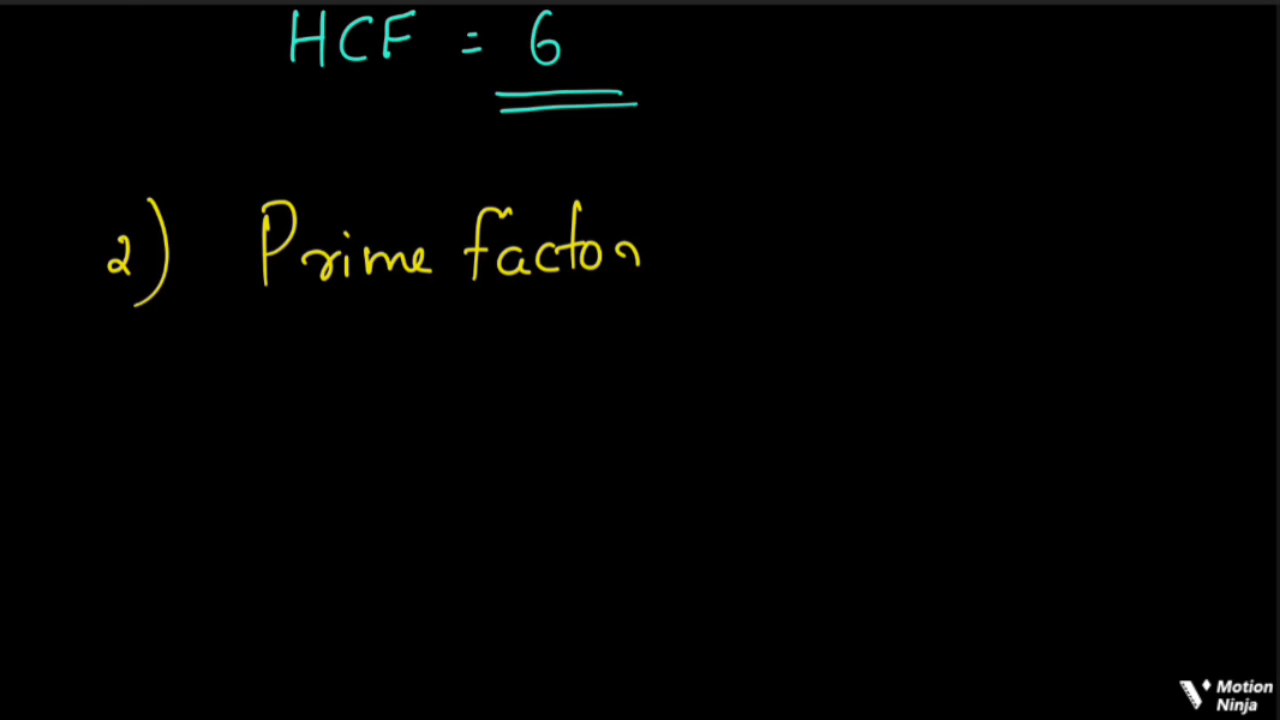 HCF = 6
2) Prime factor
Motion
Ninja